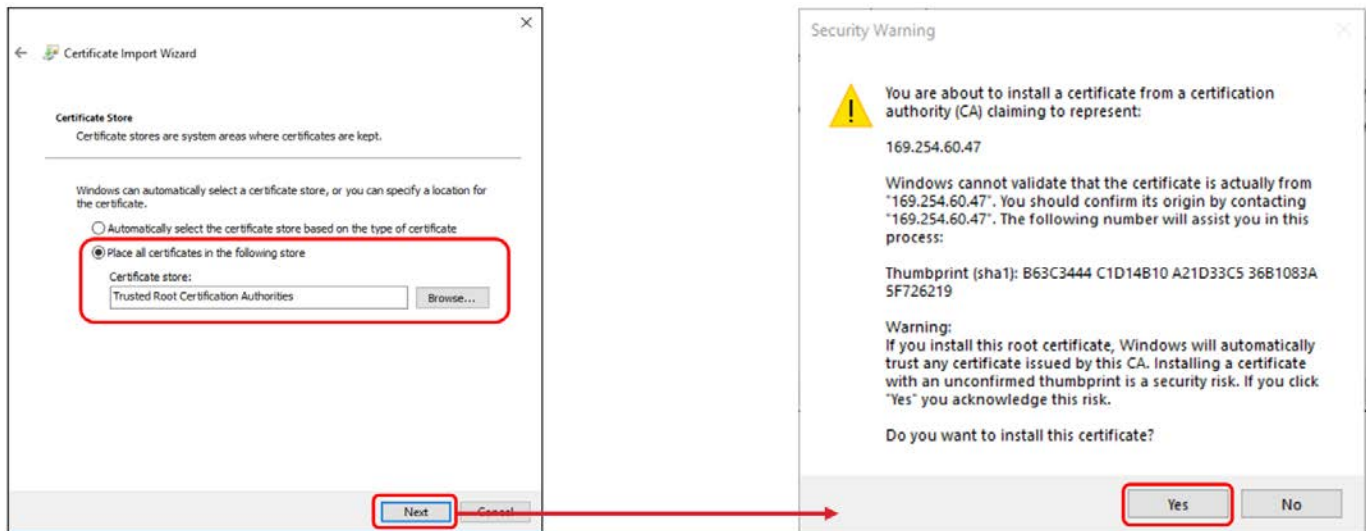 Certificate Import Wizard
Certificate Store
Certificate stores are system areas where certificates are kept.
Windows can automatically select a certificate store, or you can specify a location for
the certificate.
Automatically select the certificate store based on the type of certificate
Place all certificates in the following store
Certificate store:
Trusted Root Certification Authorities
Browse...
Next
Cancel
Security Warning
You are about to install a certificate from a certification
authority (CA) claiming to represent:
169.254.60.47
Windows cannot validate that the certificate is actually from
"169.254.60.47". You should confirm its origin by contacting
"169.254.60.47". The following number will assist you in this
process:
Thumbprint (sha1): B63C3444 C1D14B10 A21D33C5 36B1083A
5F726219
Warning:
If you install this root certificate, Windows will automatically
trust any certificate issued by this CA. Installing a certificate
with an unconfirmed thumbprint is a security risk. If you click
"Yes" you acknowledge this risk.
Do you want to install this certificate?
Yes
No